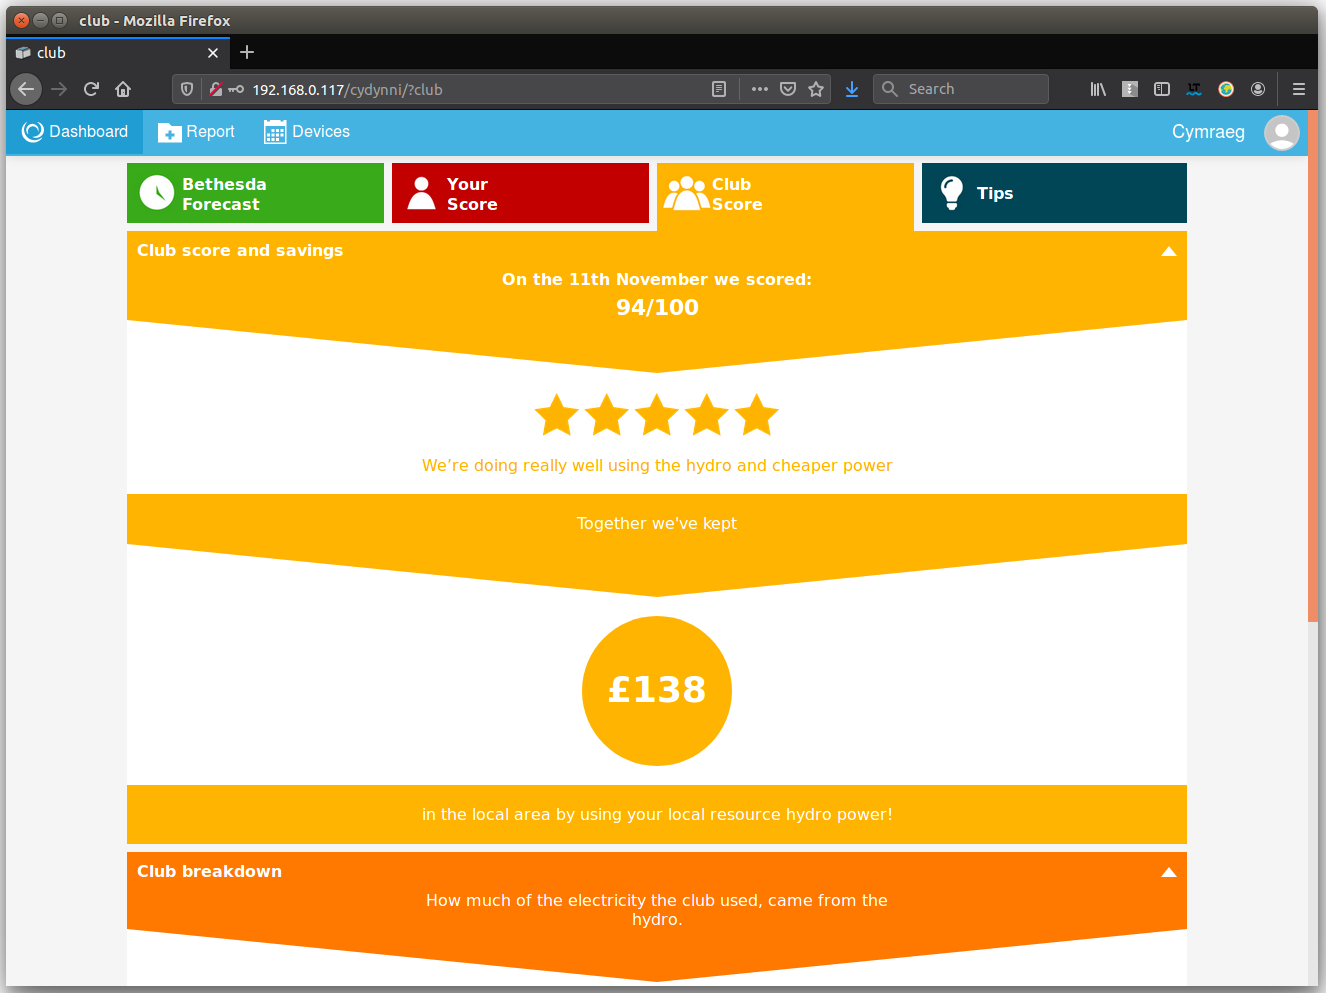 club - Mozilla Firefox
club
192.168.0.117/cydynni/?club
Search
Dashboard
Report
Devices
Cymraeg
Bethesda
Forecast
Your
Score
Club
Score
Tips
Club score and savings
On the 11th November we scored:
94/100
We’re doing really well using the hydro and cheaper power
Together we've kept
£138
in the local area by using your local resource hydro power!
Club breakdown
How much of the electricity the club used, came from the
hydro.